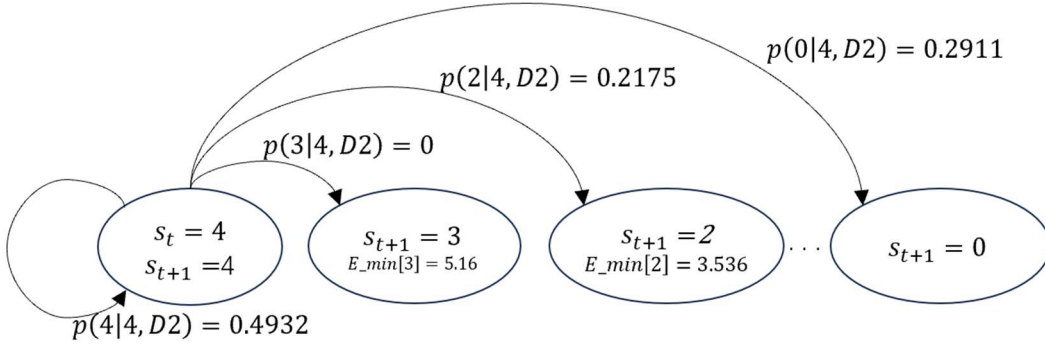 p(0|4, D2) = 0.2911
p(2|4, D2) = 0.2175
p(3|4, D2) = 0
s_t = 4
s_{t+1} =4
s_{t+1} = 3
E_min[3] = 5.16
s_{t+1} =2
E_min[2] = 3.536
. . .
s_{t+1} = 0
p(4|4, D2) = 0.4932